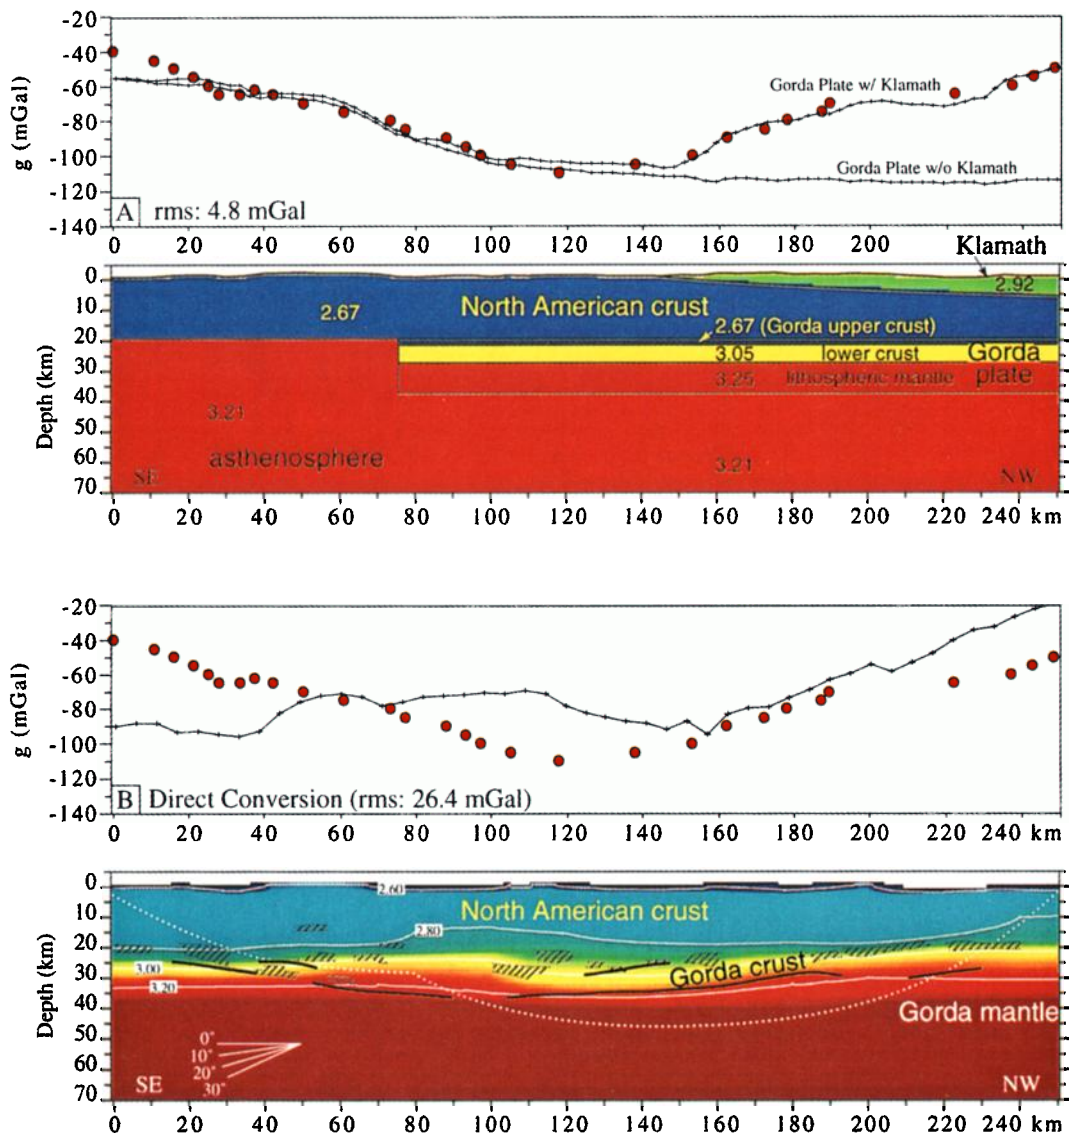 -20
-40
-60
-80
-100
-120
-140
g (mGal)
Gorda Plate w/ Klamath
Gorda Plate w/o Klamath
A rms: 4.8 mGal
0 20 40 60 80 100 120 140 160 180 200 220 240 km
Klamath
0
10
20
30
40
50
60
70
Depth (km)
2.92
North American crust
2.67
2.67 (Gorda upper crust)
3.05 lower crust Gorda
3.25 lithospheric mantle plate
3.21
asthenosphere
3.21
SE NW
0 20 40 60 80 100 120 140 160 180 200 220 240 km
-20
-40
-60
-80
-100
-120
-140
g (mGal)
B Direct Conversion (rms: 26.4 mGal)
0 20 40 60 80 100 120 140 160 180 200 220 240 km
0
10
20
30
40
50
60
70
Depth (km)
2.60
North American crust
2.80
3.00
Gorda crust
3.20
Gorda mantle
0°
10°
20°
30°
SE NW
0 20 40 60 80 100 120 140 160 180 200 220 240 km